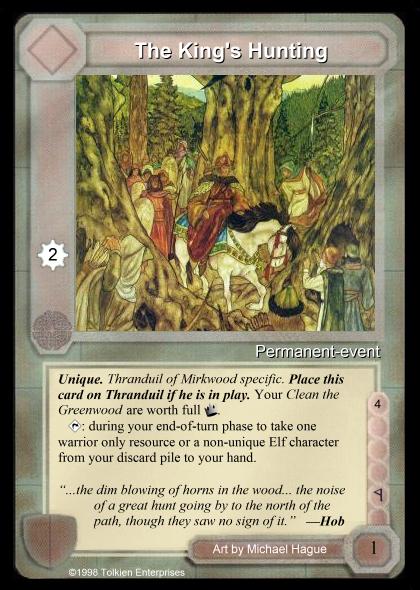 The King's Hunting
2
Permanent-event
Unique. Thranduil of Mirkwood specific. Place this
card on Thranduil if he is in play. Your Clean the
Greenwood are worth full .
: during your end-of-turn phase to take one
warrior only resource or a non-unique Elf character
from your discard pile to your hand.
4
“...the dim blowing of horns in the wood... the noise
of a great hunt going by to the north of the
path, though they saw no sign of it.” —Hob
Art by Michael Hague
1
©1998 Tolkien Enterprises